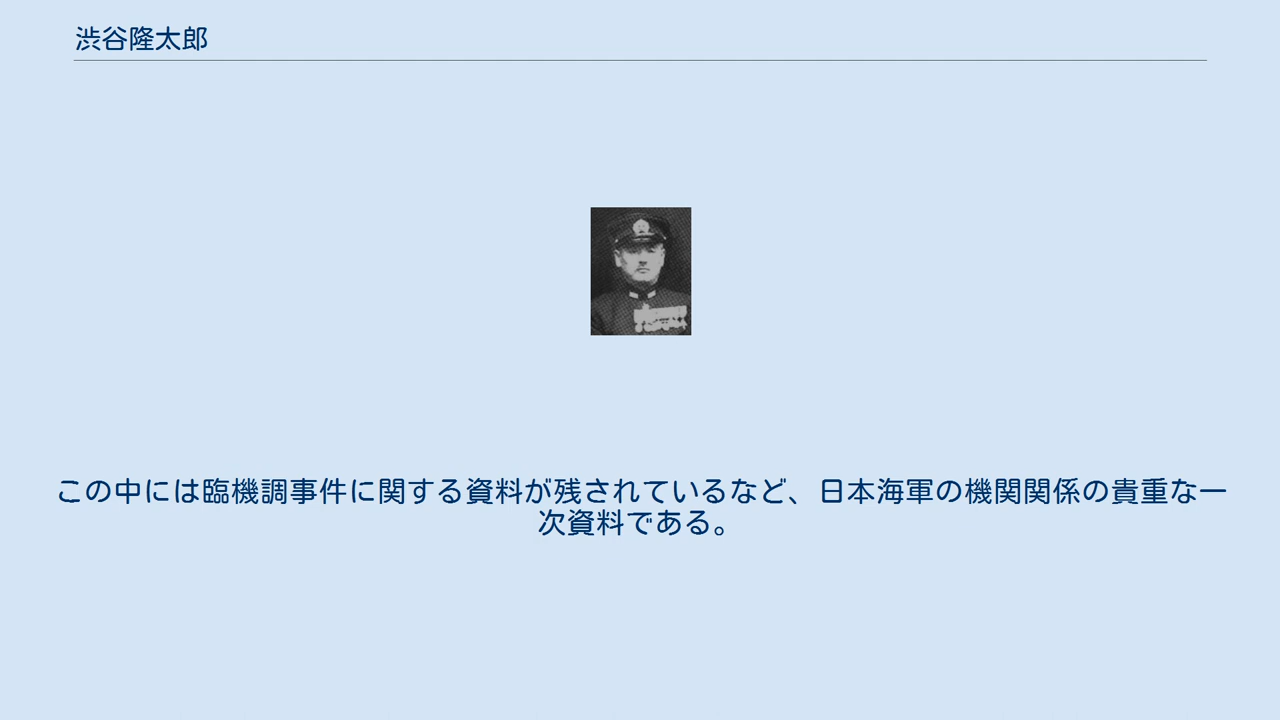 渋谷隆太郎
この中には臨機調事件に関する資料が残されているなど、日本海軍の機関関係の貴重な一
次資料である。